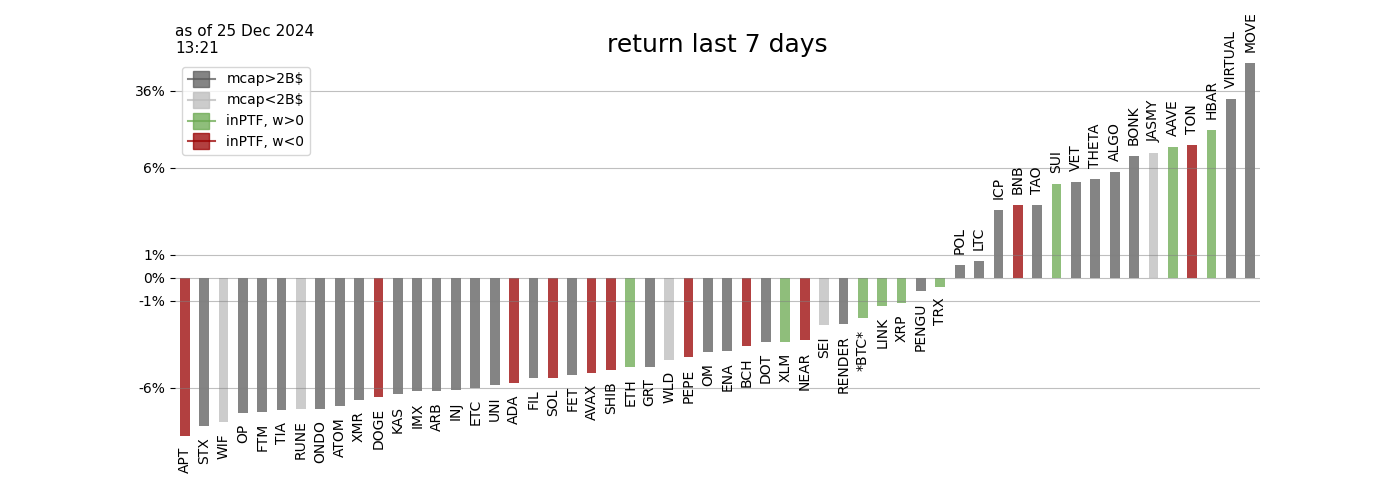 as of 25 Dec 2024
13:21
return last 7 days
mcap>2B$
mcap<2B$
inPTF, w>0
inPTF, w<0
36%
6%
1%
0%
-1%
-6%
APT
STX
WIF
OP
FTM
TIA
RUNE
ONDO
ATOM
XMR
DOGE
KAS
IMX
ARB
INJ
ETC
UNI
ADA
FIL
SOL
FET
AVAX
SHIB
ETH
GRT
WLD
PEPE
OM
ENA
BCH
DOT
XLM
NEAR
SEI
RENDER
*BTC*
LINK
XRP
PENGU
TRX
POL
LTC
ICP
BNB
TAO
SUI
VET
THETA
ALGO
BONK
JASMY
AAVE
TON
HBAR
VIRTUAL
MOVE